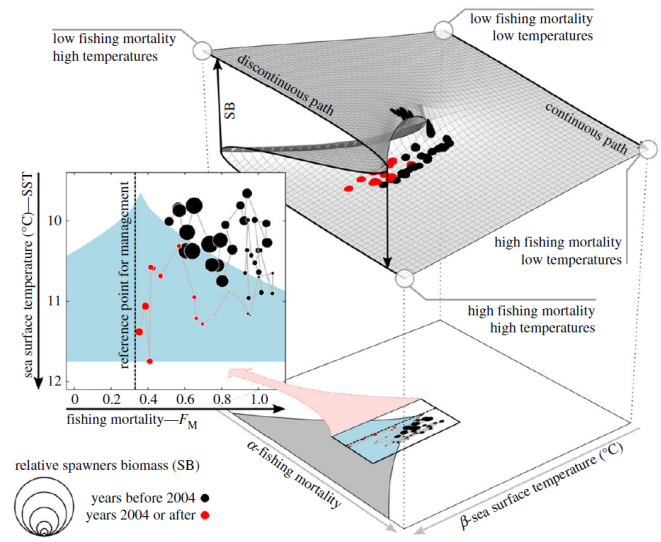 low fishing mortality
high temperatures
low fishing mortality
low temperatures
discontinuous path
continuous path
SB
high fishing mortality
low temperatures
high fishing mortality
high temperatures
sea surface temperature (°C)—SST
10
11
12
reference point for management
0
0.2
0.4
0.6
0.8
1.0
fishing mortality—FM
relative spawners biomass (SB)
years before 2004
years 2004 or after
α-fishing mortality
β-sea surface temperature (°C)